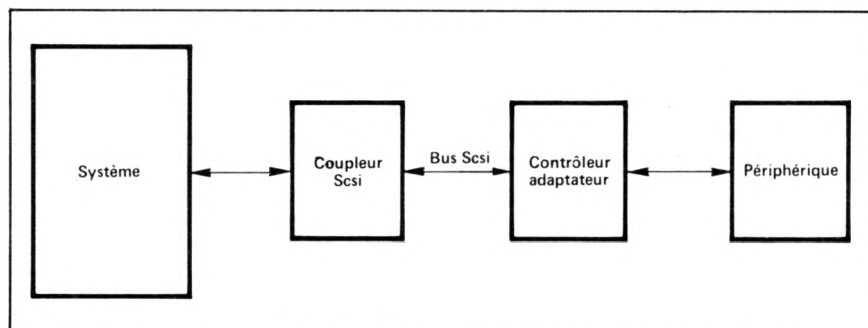 Système
Coupleur
Scsi
Bus Scsi
Contrôleur
adaptateur
Périphérique